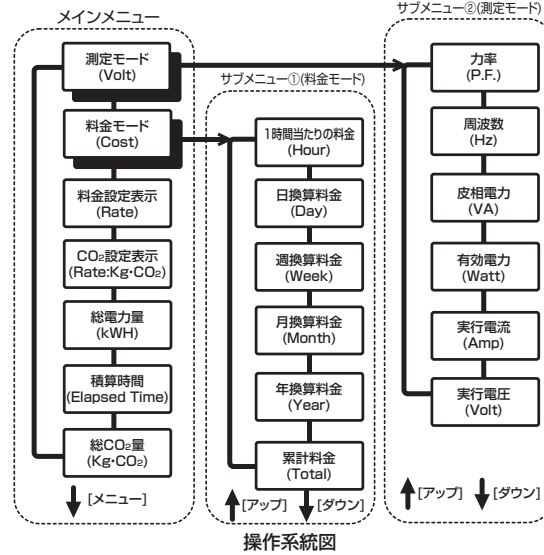 メインメニュー
測定モード
(Volt)
料金モード
(Cost)
料金設定表示
(Rate)
CO₂設定表示
(Rate:Kg・CO₂)
総電力量
(kWH)
積算時間
(Elapsed Time)
総CO₂量
(Kg・CO₂)
[メニュー]
サブメニュー①(料金モード)
1時間当たりの料金
(Hour)
日換算料金
(Day)
週換算料金
(Week)
月換算料金
(Month)
年換算料金
(Year)
累計料金
(Total)
[アップ] [ダウン]
サブメニュー②(測定モード)
力率
(P.F.)
周波数
(Hz)
皮相電力
(VA)
有効電力
(Watt)
実行電流
(Amp)
実行電圧
(Volt)
[アップ] [ダウン]
操作系統図